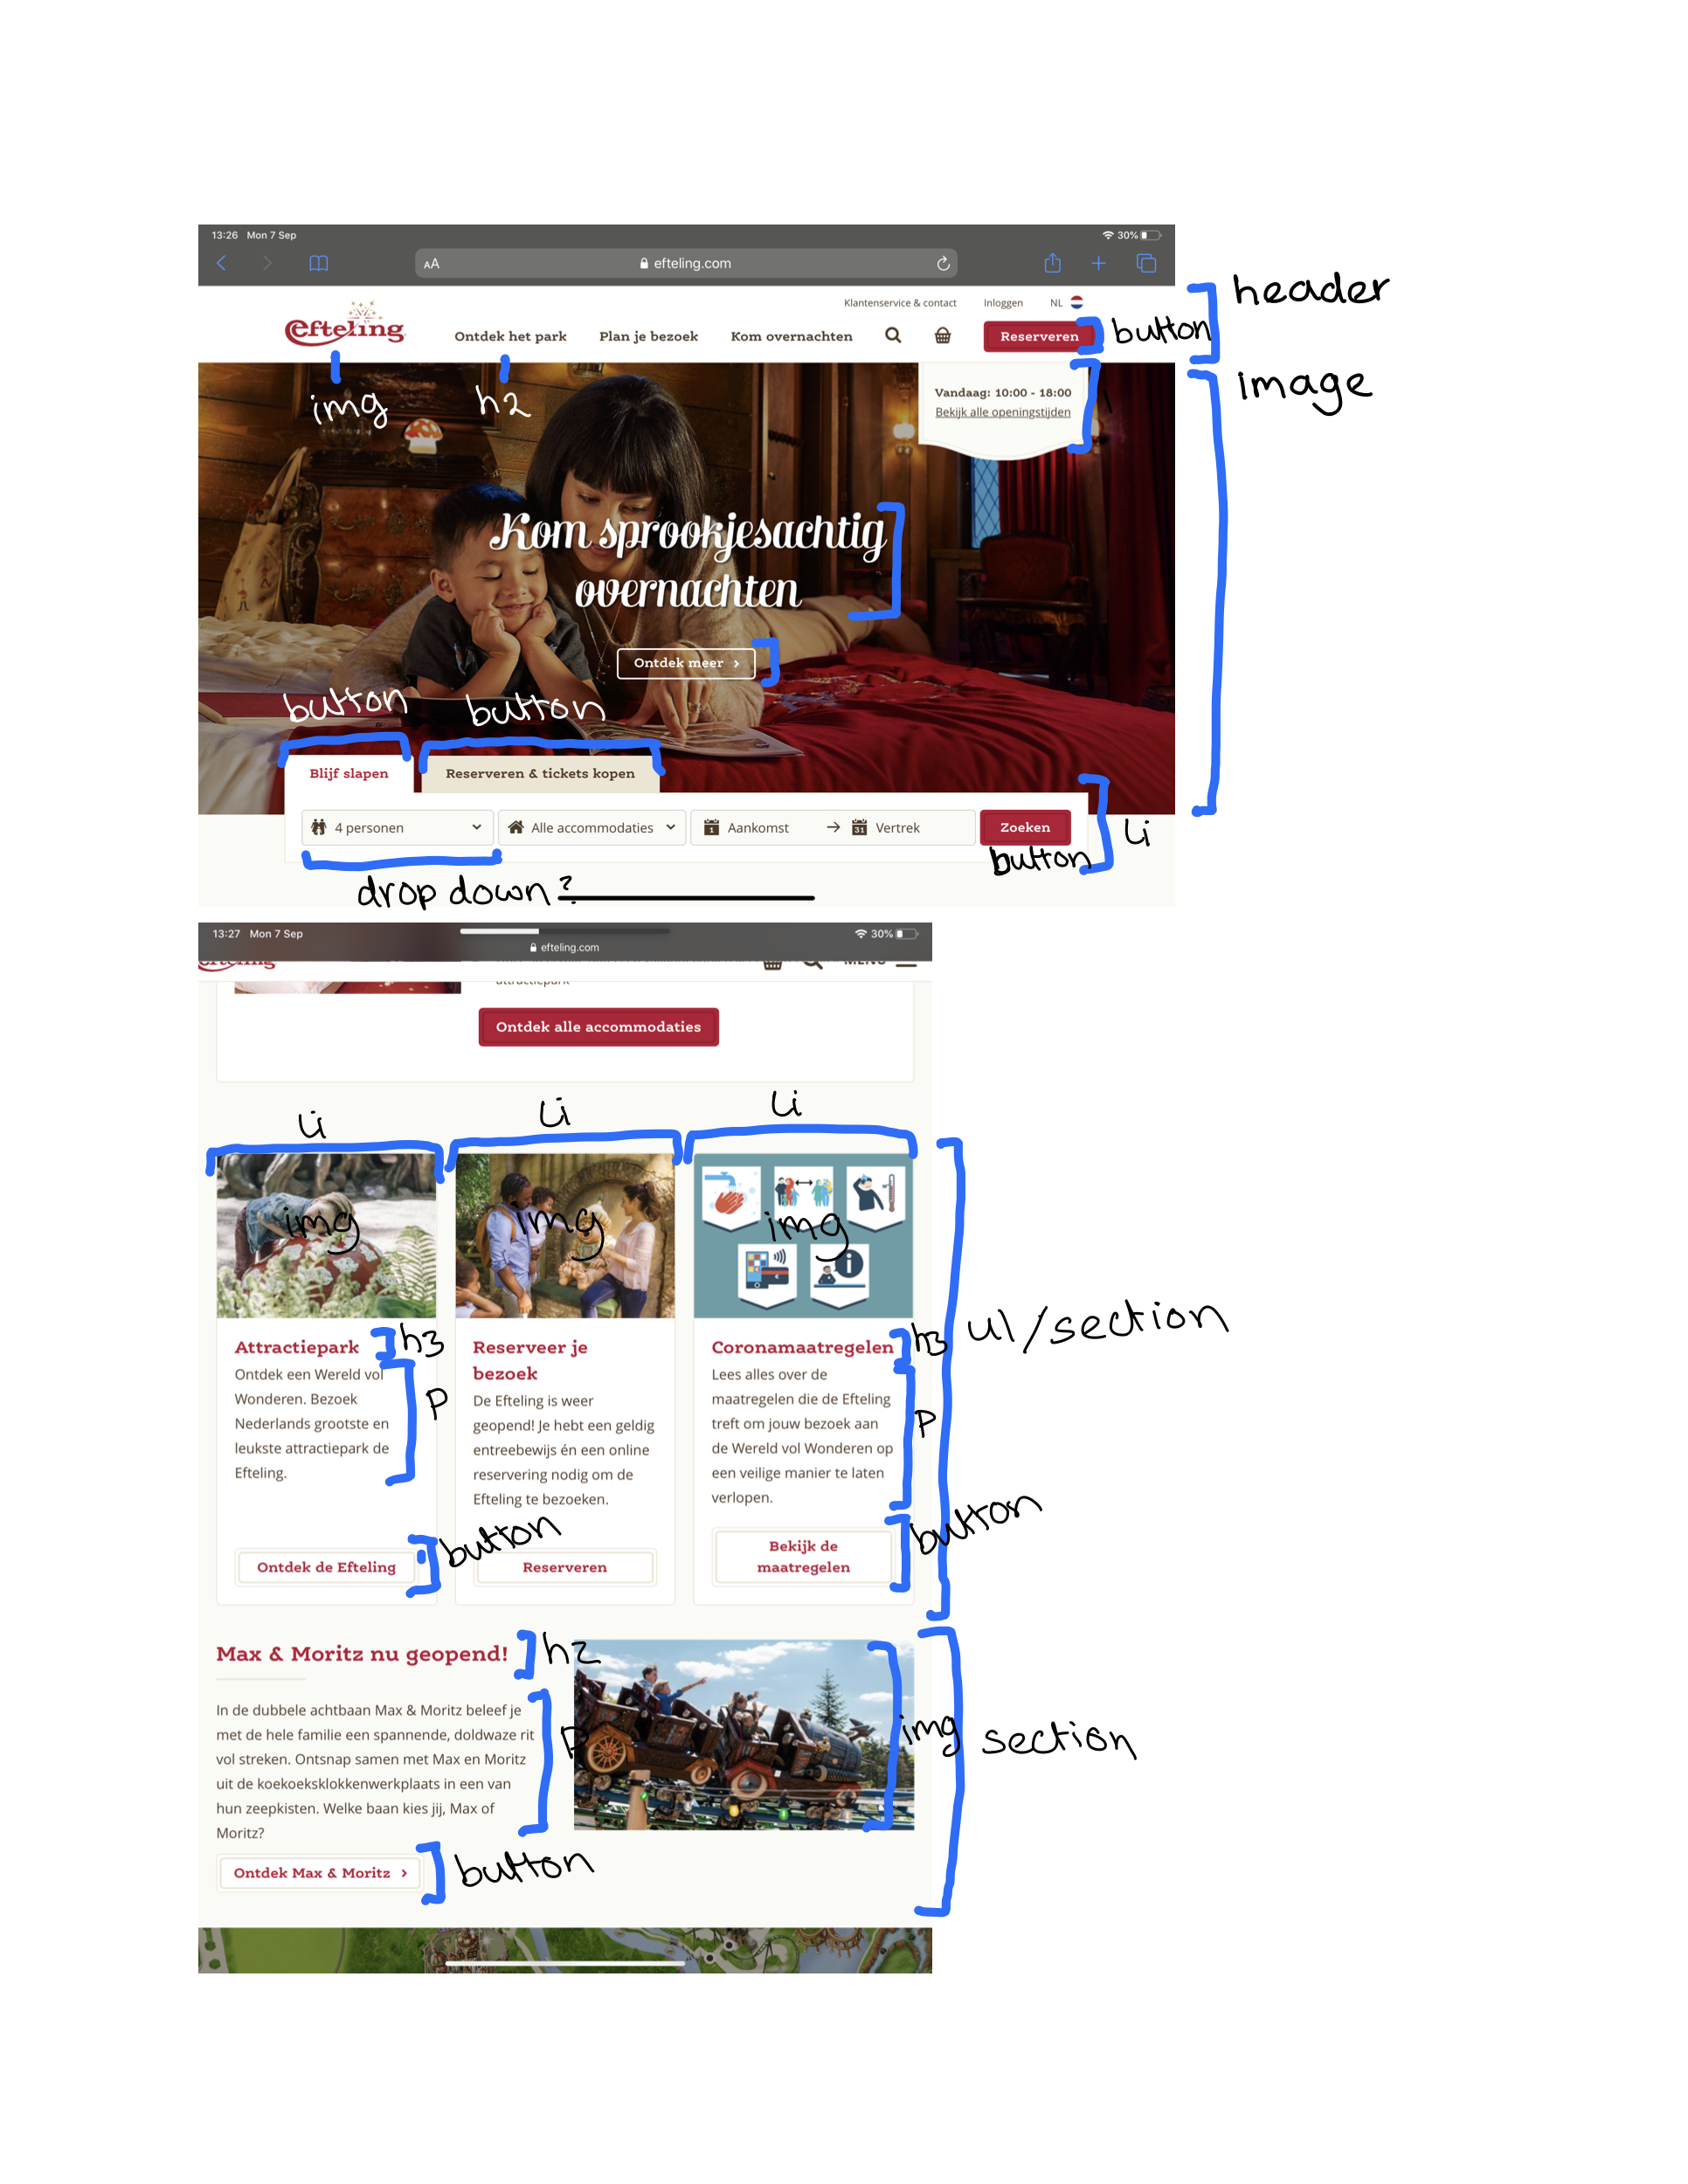 13:26 Mon 7 Sep
30%
AA
efteling.com
header
Klantenservice & contact Inloggen NL
Efteling
Ontdek het park Plan je bezoek Kom overnachten Reserveren
button
image
img
h2
Vandaag: 10:00 - 18:00
Bekijk alle openingstijden
Kom sprookjesachtig
overnachten
Ontdek meer
button button
Blijf slapen Reserveren & tickets kopen
4 personen Alle accommodaties 1 Aankomst 31 Vertrek Zoeken
Li
button
drop down?
13:27 Mon 7 Sep
30%
efteling.com
Efteling MENU
attractiepark
Ontdek alle accommodaties
Li Li Li
img img img
Attractiepark
h3
Ontdek een Wereld vol
Wonderen. Bezoek
Nederlands grootste en
leukste attractiepark de
Efteling.
P
Ontdek de Efteling
button
Reserveer je
bezoek
De Efteling is weer
geopend! Je hebt een geldig
entreebewijs én een online
reservering nodig om de
Efteling te bezoeken.
Reserveren
Coronamaatregelen
h3
Lees alles over de
maatregelen die de Efteling
treft om jouw bezoek aan
de Wereld vol Wonderen op
een veilige manier te laten
verlopen.
P
Bekijk de
maatregelen
button
ul/section
Max & Moritz nu geopend!
h2
In de dubbele achtbaan Max & Moritz beleef je
met de hele familie een spannende, doldwaze rit
vol streken. Ontsnap samen met Max en Moritz
uit de koekoeksklokkenwerkplaats in een van
hun zeepkisten. Welke baan kies jij, Max of
Moritz?
P
img
section
Ontdek Max & Moritz
button